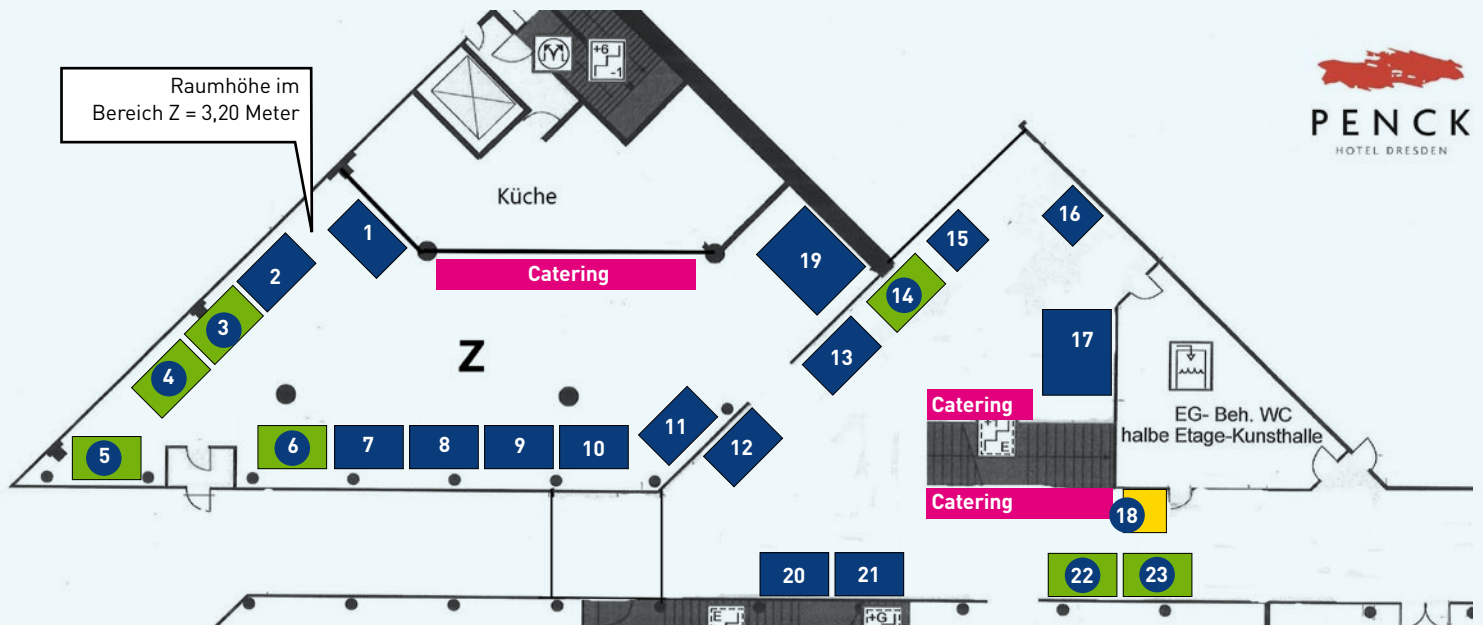 Raumhöhe im
Bereich Z = 3,20 Meter
+6
-1
PENCK
HOTEL DRESDEN
Küche
1
2
3
4
5
Catering
19
15
16
14
13
17
Z
6
7
8
9
10
11
12
Catering
E
EG- Beh. WC
halbe Etage-Kunsthalle
Catering
18
20
21
22
23
E
+G